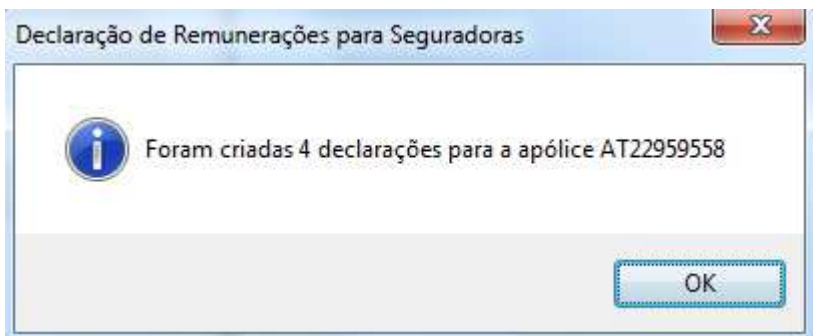 Declaração de Remunerações para Seguradoras
Foram criadas 4 declarações para a apólice AT22959558
OK